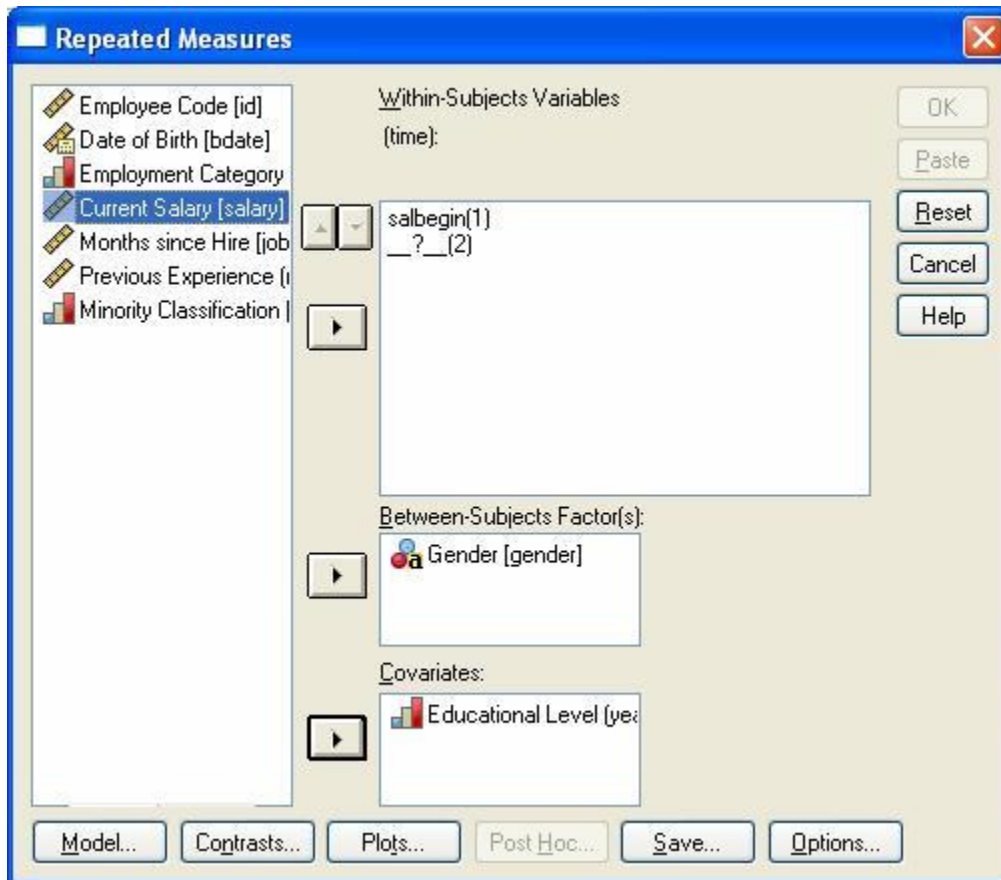 Repeated Measures
Employee Code [id]
Date of Birth [bdate]
Employment Category
Current Salary [salary]
Months since Hire [job
Previous Experience (
Minority Classification [
Within-Subjects Variables
(time):
salbegin(1)
__?__(2)
Between-Subjects Factor(s):
Gender [gender]
Covariates:
Educational Level (yea
OK
Paste
Reset
Cancel
Help
Model...
Contrasts...
Plots...
Post Hoc...
Save...
Options...